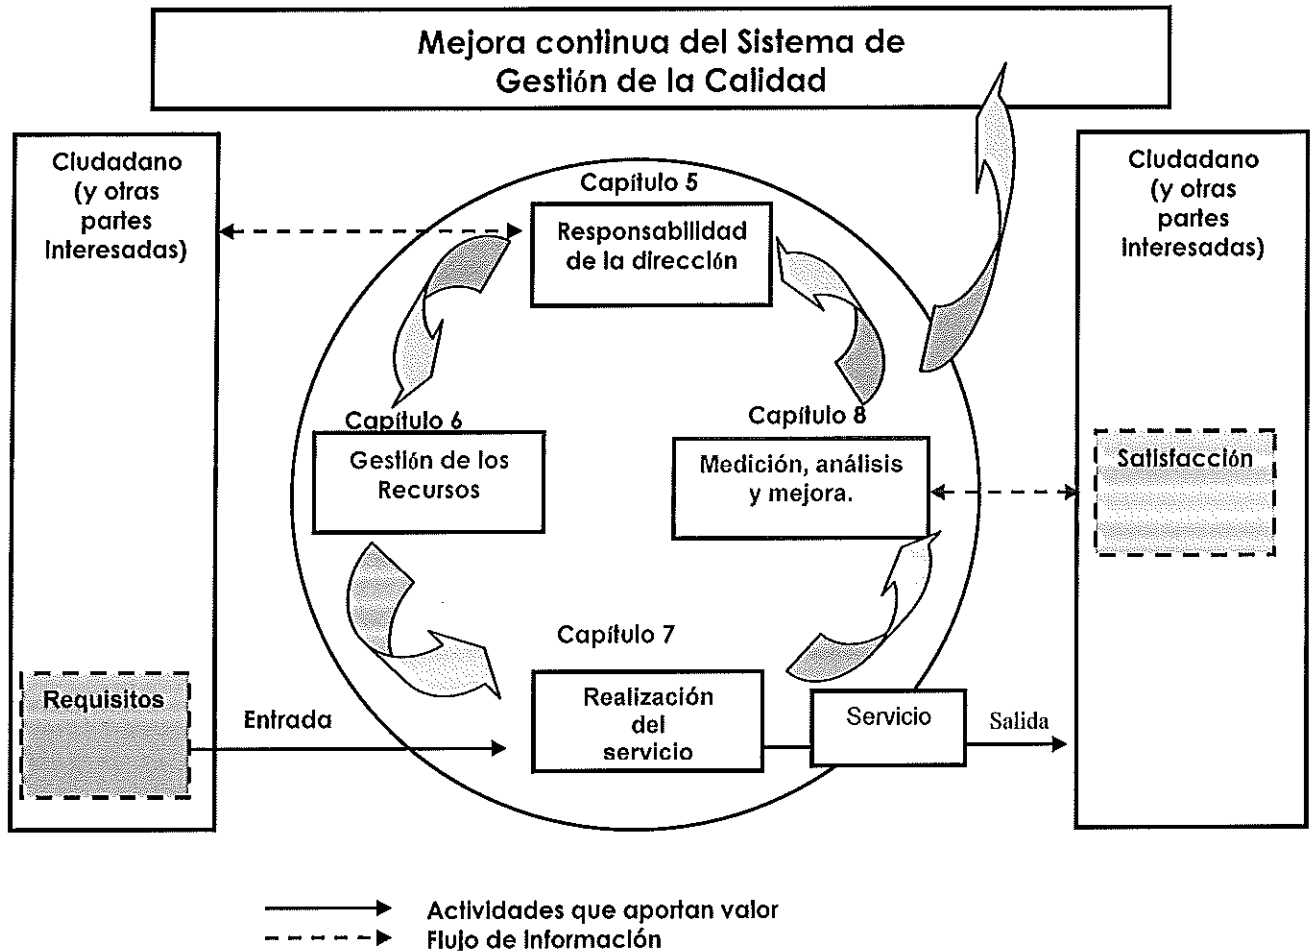 Mejora continua del Sistema de
Gestión de la Calidad
Ciudadano
(y otras
partes
interesadas)
Capítulo 5
Responsabilidad
de la dirección
Ciudadano
(y otras
partes
interesadas)
Capítulo 6
Gestión de los
Recursos
Capítulo 8
Medición, análisis
y mejora.
Satisfacción
Capítulo 7
Requisitos
Entrada
Realización
del
servicio
Servicio
Salida
Actividades que aportan valor
Flujo de información